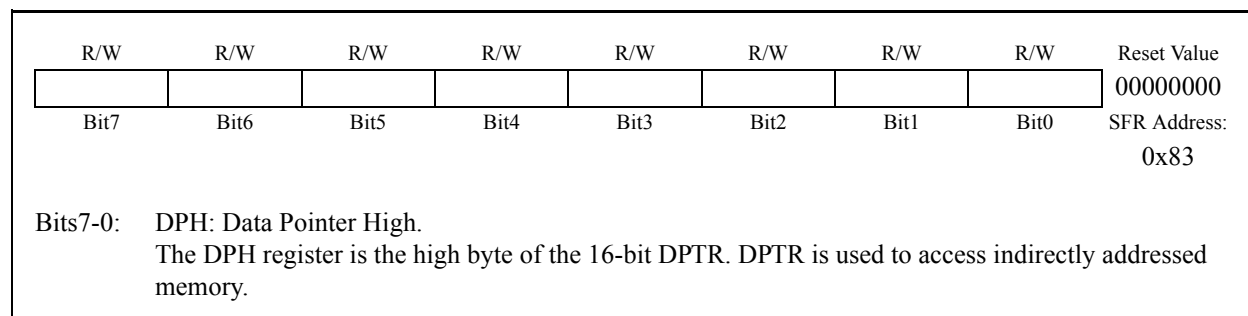 R/W R/W R/W R/W R/W R/W R/W R/W Reset Value
00000000
Bit7 Bit6 Bit5 Bit4 Bit3 Bit2 Bit1 Bit0 SFR Address:
0x83
Bits7-0: DPH: Data Pointer High.
The DPH register is the high byte of the 16-bit DPTR. DPTR is used to access indirectly addressed
memory.